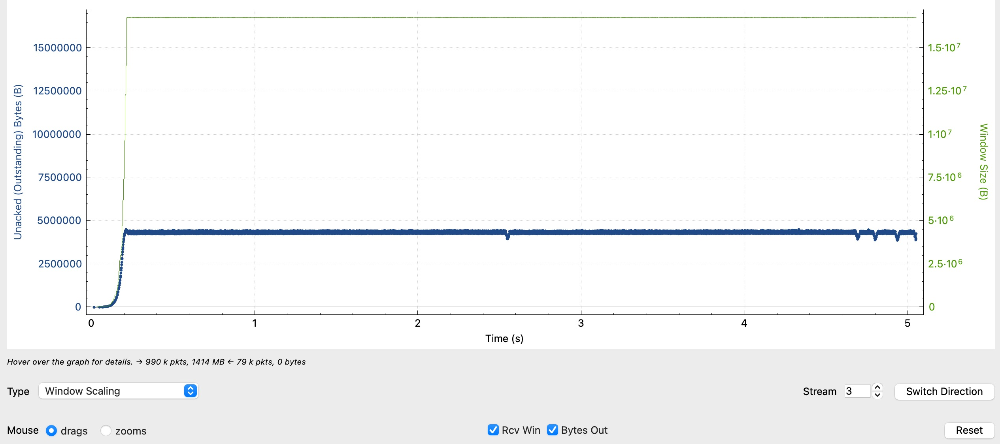 Unacked (Outstanding) Bytes (B)
15000000
12500000
10000000
7500000
5000000
2500000
0
1.5·10⁷
1.25·10⁷
1·10⁷
7.5·10⁶
5·10⁶
2.5·10⁶
0
Window Size (B)
0 1 2 3 4 5
Time (s)
Hover over the graph for details. → 990 k pkts, 1414 MB ← 79 k pkts, 0 bytes
Type Window Scaling Stream 3 Switch Direction
Mouse drags zooms Rcv Win Bytes Out Reset